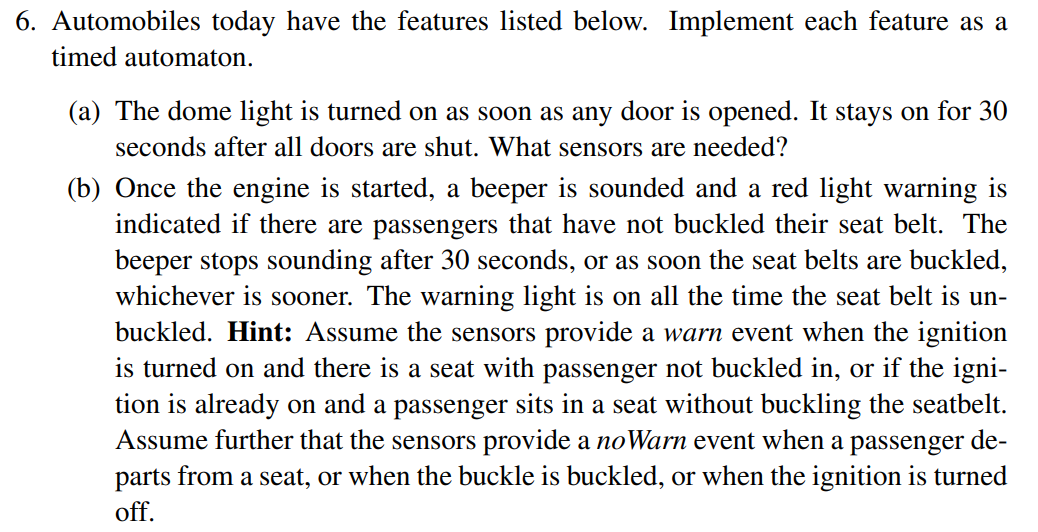 6. Automobiles today have the features listed below. Implement each feature as a
timed automaton.
(a) The dome light is turned on as soon as any door is opened. It stays on for 30
seconds after all doors are shut. What sensors are needed?
(b) Once the engine is started, a beeper is sounded and a red light warning is
indicated if there are passengers that have not buckled their seat belt. The
beeper stops sounding after 30 seconds, or as soon the seat belts are buckled,
whichever is sooner. The warning light is on all the time the seat belt is un-
buckled. Hint: Assume the sensors provide a warn event when the ignition
is turned on and there is a seat with passenger not buckled in, or if the igni-
tion is already on and a passenger sits in a seat without buckling the seatbelt.
Assume further that the sensors provide a noWarn event when a passenger de-
parts from a seat, or when the buckle is buckled, or when the ignition is turned
off.